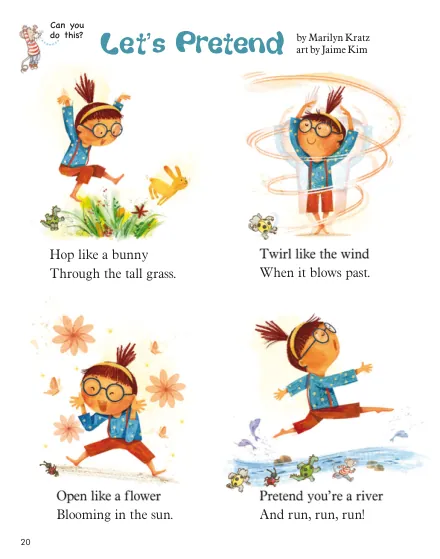 Can you
do this?
Let's Pretend
by Marilyn Kratz
art by Jaime Kim
Hop like a bunny
Through the tall grass.
Twirl like the wind
When it blows past.
Open like a flower
Blooming in the sun.
Pretend you're a river
And run, run, run!
20